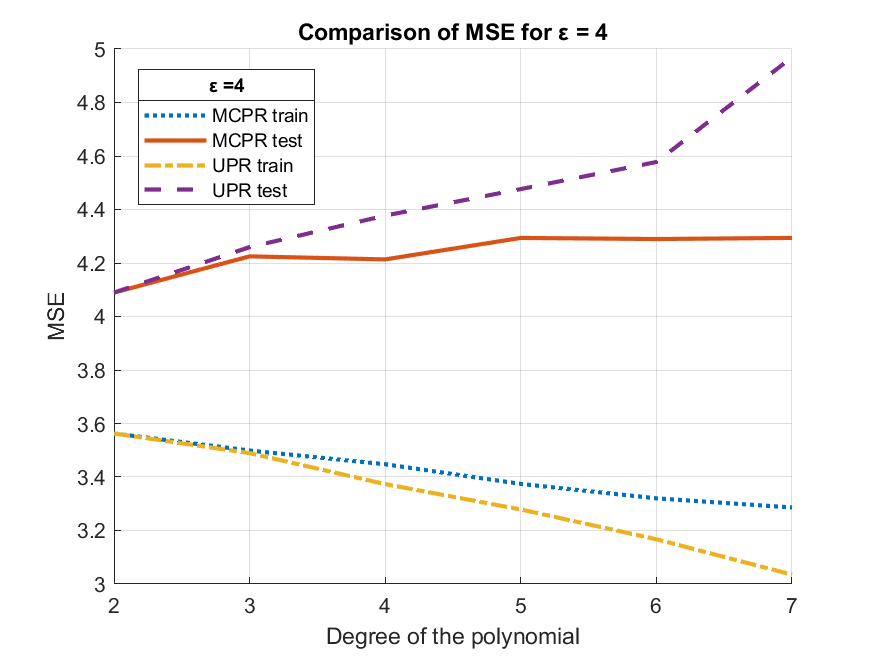 Comparison of MSE for ε = 4
ε =4
MCPR train
MCPR test
UPR train
UPR test
5
4.8
4.6
4.4
4.2
4
3.8
3.6
3.4
3.2
3
MSE
2 3 4 5 6 7
Degree of the polynomial